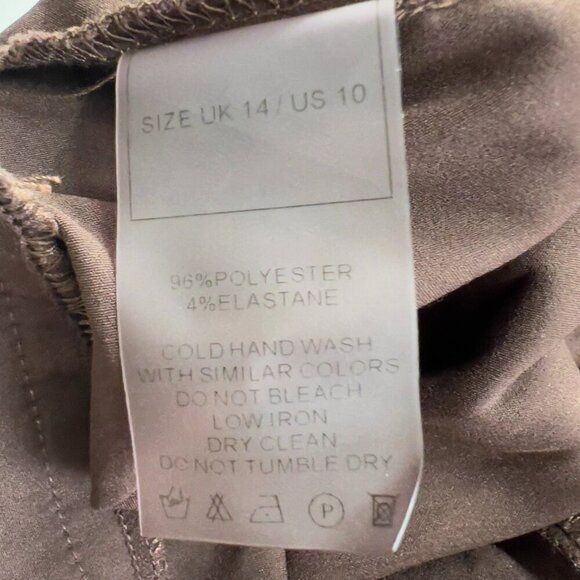 SIZE UK 14 / US 10
96%POLYESTER
4%ELASTANE
COLD HAND WASH
WITH SIMILAR COLORS
DO NOT BLEACH
LOW IRON
DRY CLEAN
DO NOT TUMBLE DRY
P